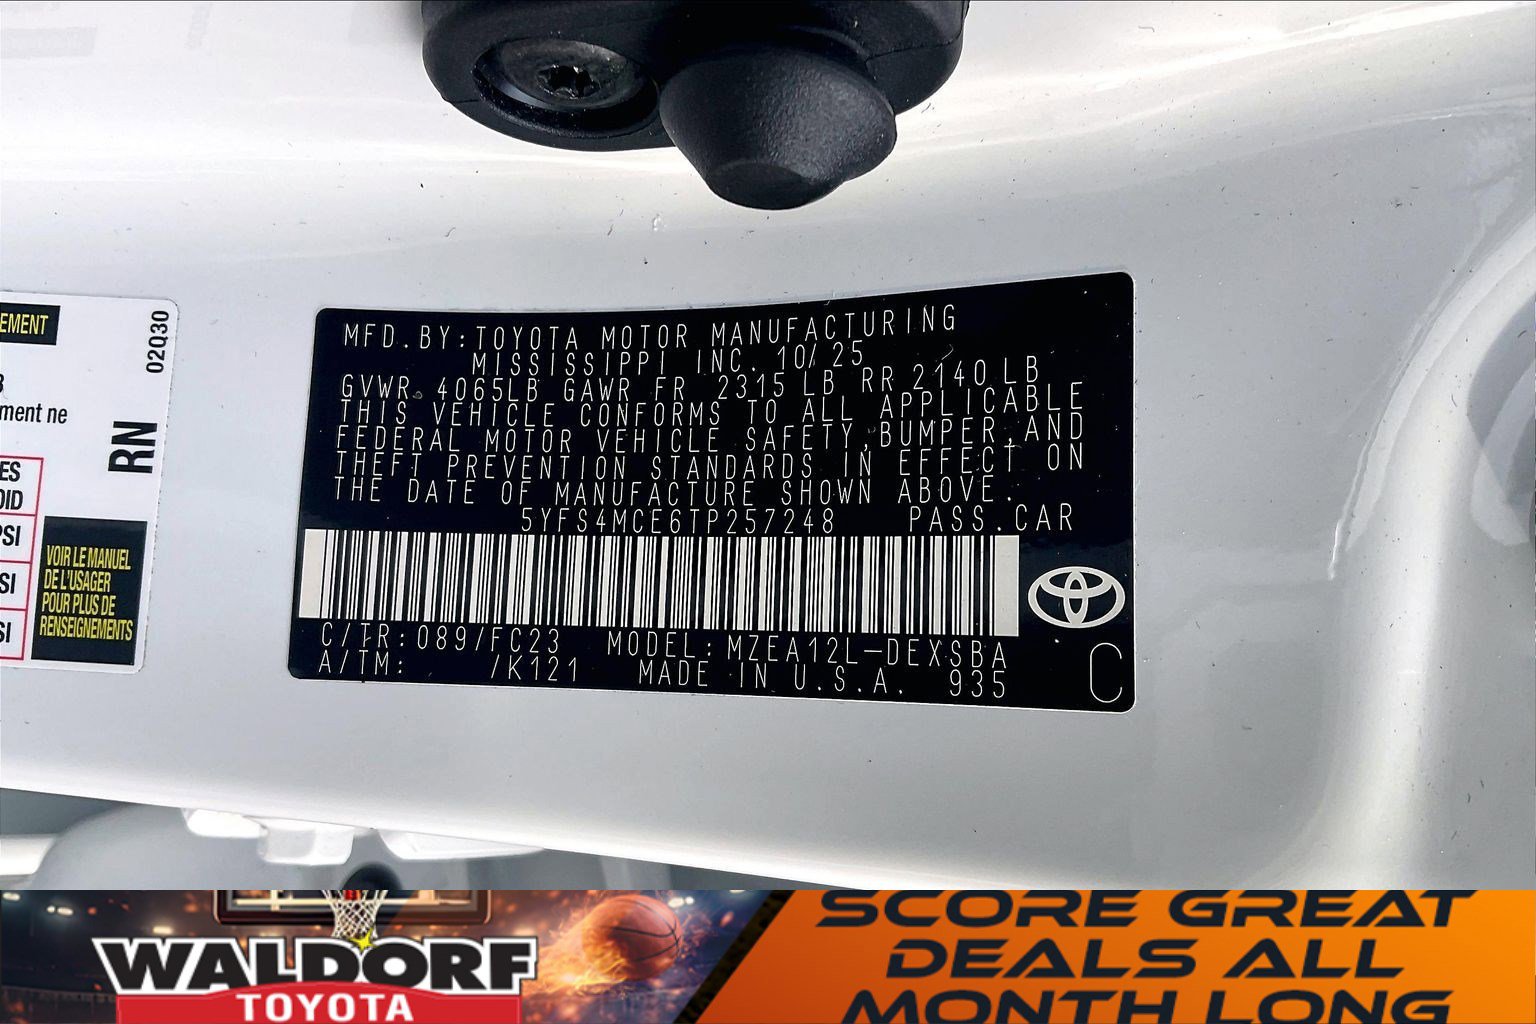 EMENT
02Q30
ment ne
RN
ES
OID
PSI
SI
SI
VOIR LE MANUEL
DE L'USAGER
POUR PLUS DE
RENSEIGNEMENTS
MFD.BY:TOYOTA MOTOR MANUFACTURING
MISSISSIPPI INC. 10/25
GVWR 4065LB GAWR FR 2315 LB RR 2140 LB
THIS VEHICLE CONFORMS TO ALL APPLICABLE
FEDERAL MOTOR VEHICLE SAFETY,BUMPER,AND
THEFT PREVENTION STANDARDS IN EFFECT ON
THE DATE OF MANUFACTURE SHOWN ABOVE.
5YFS4MCE6TP257248 PASS.CAR
C/TR:089/FC23 MODEL:MZEA12L-DEXSBA
A/TM: /K121 MADE IN U.S.A. 935
C
WALDORF
TOYOTA
SCORE GREAT
DEALS ALL
MONTH LONG